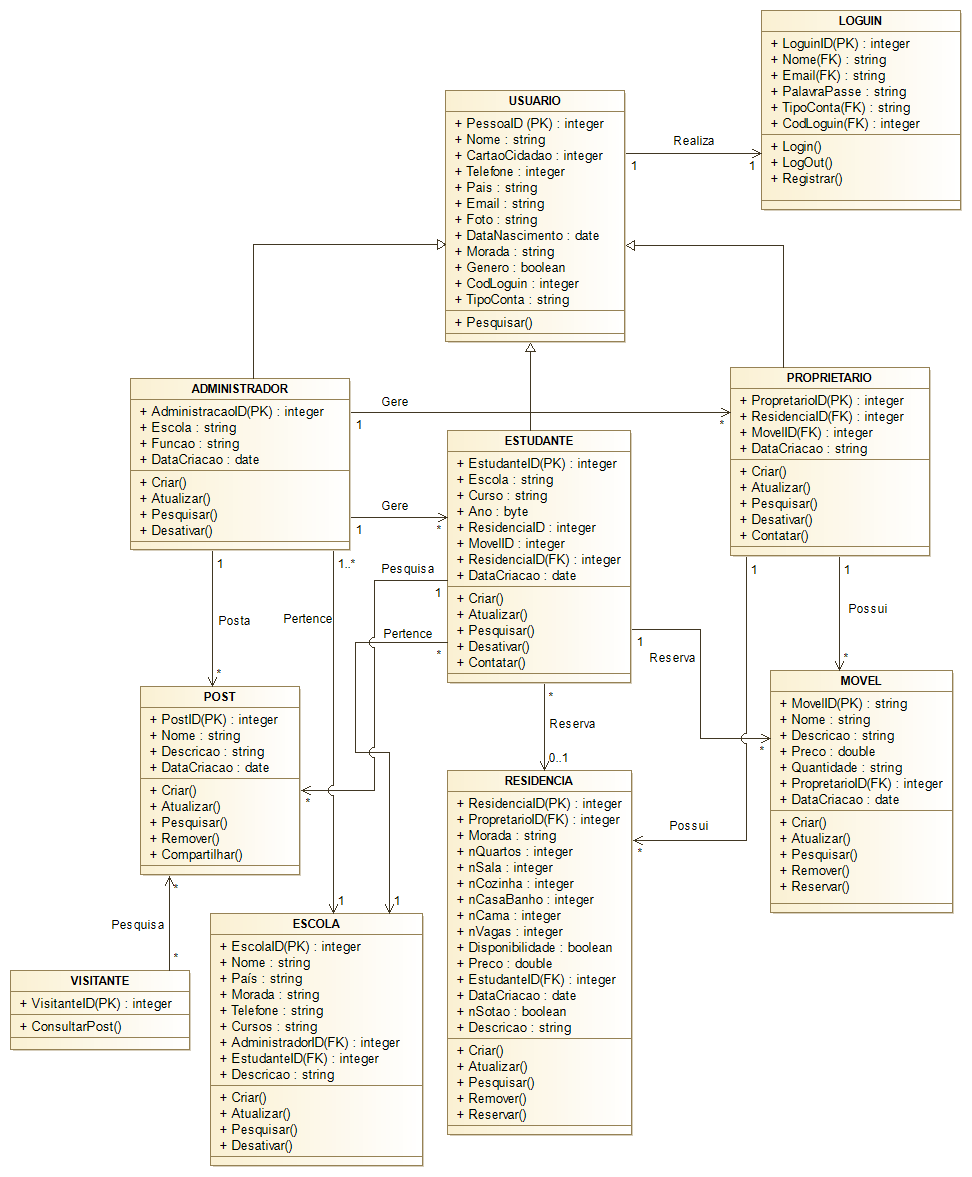 LOGUIN
+ LoguinID(PK) : integer
+ Nome(FK) : string
+ Email(FK) : string
+ PalavraPasse : string
+ TipoConta(FK) : string
+ CodLoguin(FK) : integer
+ Login()
+ LogOut()
+ Registrar()
USUARIO
+ PessoaID (PK) : integer
+ Nome : string
+ CartaoCidadao : integer
+ Telefone : integer
+ Pais : string
+ Email : string
+ Foto : string
+ DataNascimento : date
+ Morada : string
+ Genero : boolean
+ CodLoguin : integer
+ TipoConta : string
+ Pesquisar()
Realiza
1
1
ADMINISTRADOR
+ AdministracaoID(PK) : integer
+ Escola : string
+ Funcao : string
+ DataCriacao : date
+ Criar()
+ Atualizar()
+ Pesquisar()
+ Desativar()
Gere
1
*
Gere
1
*
PROPRIETARIO
+ PropretarioID(PK) : integer
+ ResidenciaID(FK) : integer
+ MovelID(FK) : integer
+ DataCriacao : string
+ Criar()
+ Atualizar()
+ Pesquisar()
+ Desativar()
+ Contatar()
ESTUDANTE
+ EstudanteID(PK) : integer
+ Escola : string
+ Curso : string
+ Ano : byte
+ ResidenciaID : integer
+ MovelID : integer
+ ResidenciaID(FK) : integer
+ DataCriacao : date
+ Criar()
+ Atualizar()
+ Pesquisar()
+ Desativar()
+ Contatar()
1
Posta
*
1..*
Pertence
1
Pesquisa
1
*
Pertence
*
1
1
Reserva
*
*
Reserva
0..1
1
Possui
*
1
Possui
*
POST
+ PostID(PK) : integer
+ Nome : string
+ Descricao : string
+ DataCriacao : date
+ Criar()
+ Atualizar()
+ Pesquisar()
+ Remover()
+ Compartilhar()
MOVEL
+ MovelID(PK) : string
+ Nome : string
+ Descricao : string
+ Preco : double
+ Quantidade : string
+ PropretarioID(FK) : integer
+ DataCriacao : date
+ Criar()
+ Atualizar()
+ Pesquisar()
+ Remover()
+ Reservar()
RESIDENCIA
+ ResidenciaID(PK) : integer
+ PropretarioID(FK) : integer
+ Morada : string
+ nQuartos : integer
+ nSala : integer
+ nCozinha : integer
+ nCasaBanho : integer
+ nCama : integer
+ nVagas : integer
+ Disponibilidade : boolean
+ Preco : double
+ EstudanteID(FK) : integer
+ DataCriacao : date
+ nSotao : boolean
+ Descricao : string
+ Criar()
+ Atualizar()
+ Pesquisar()
+ Remover()
+ Reservar()
*
Pesquisa
*
ESCOLA
+ EscolaID(PK) : integer
+ Nome : string
+ País : string
+ Morada : string
+ Telefone : string
+ Cursos : string
+ AdministradorID(FK) : integer
+ EstudanteID(FK) : integer
+ Descricao : string
+ Criar()
+ Atualizar()
+ Pesquisar()
+ Desativar()
VISITANTE
+ VisitanteID(PK) : integer
+ ConsultarPost()